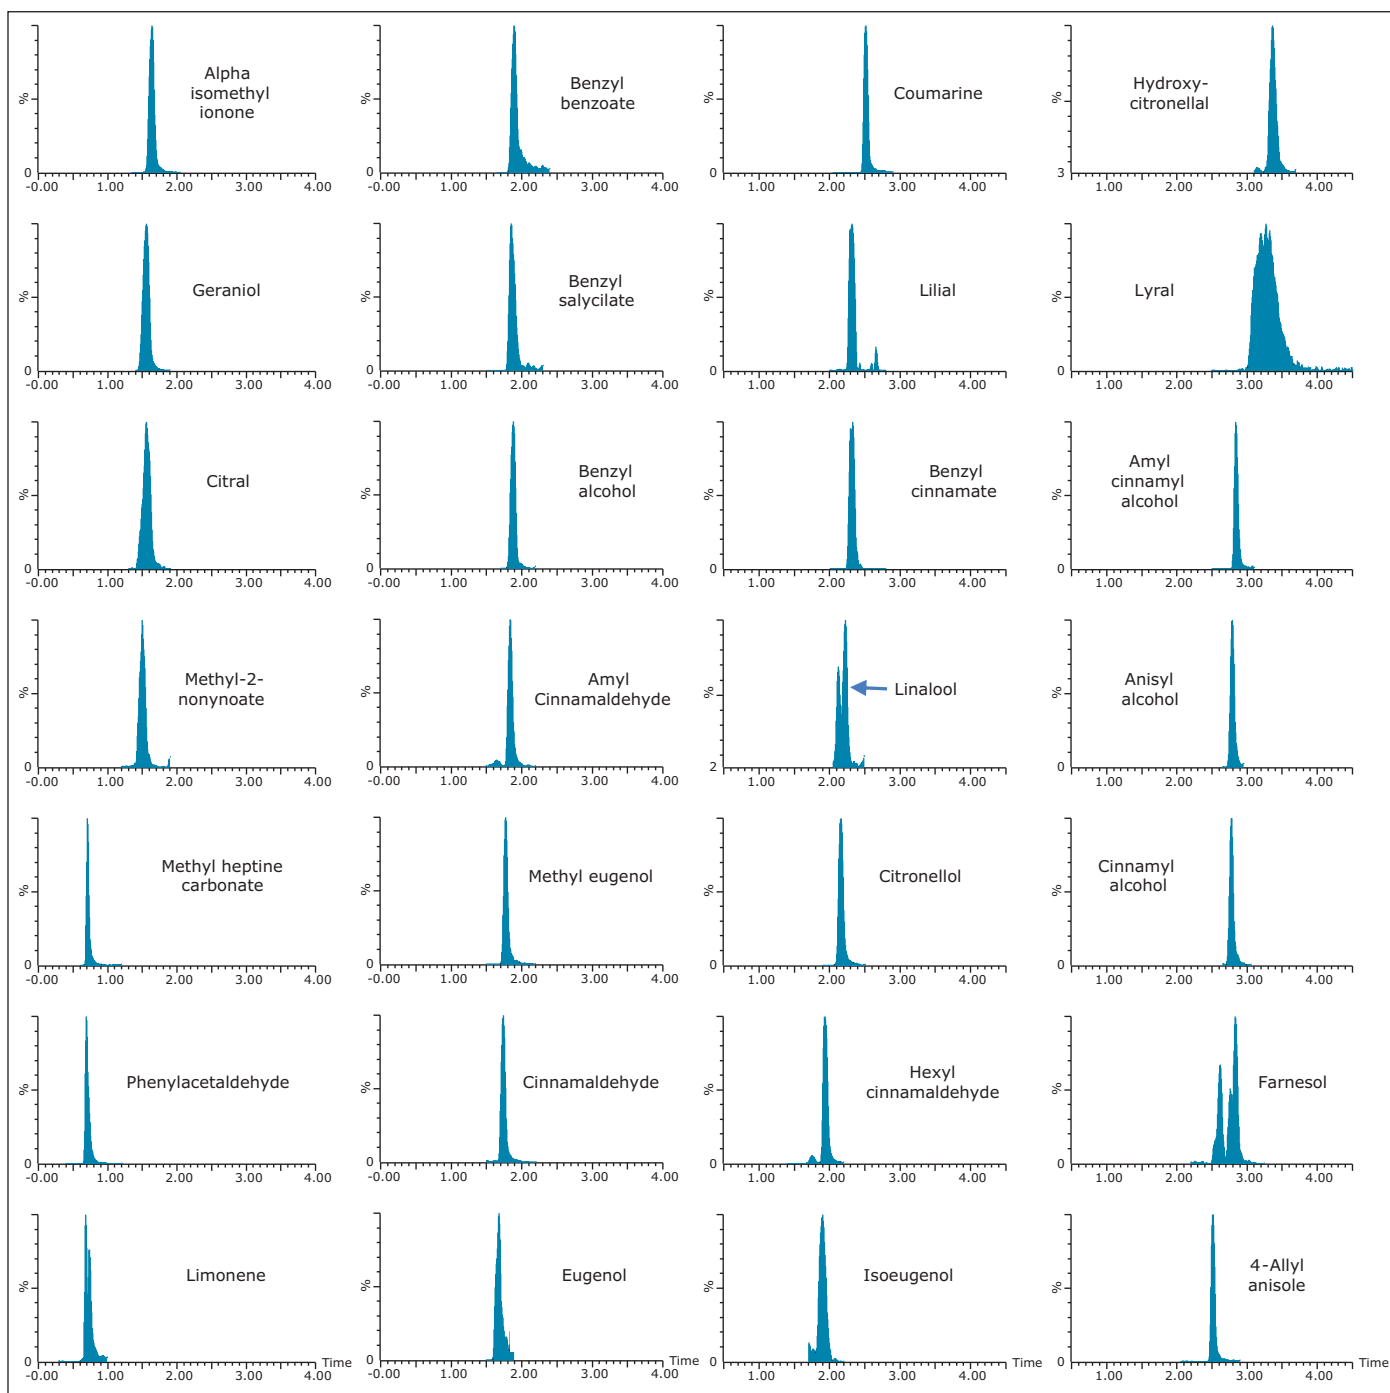 Alpha
isomethyl
ionone
%
0
-0.00 1.00 2.00 3.00 4.00
Benzyl
benzoate
%
0
-0.00 1.00 2.00 3.00 4.00
Coumarine
%
0
1.00 2.00 3.00 4.00
Hydroxy-
citronellal
%
3
1.00 2.00 3.00 4.00
Geraniol
%
0
-0.00 1.00 2.00 3.00 4.00
Benzyl
salycilate
%
0
-0.00 1.00 2.00 3.00 4.00
Lilial
%
0
1.00 2.00 3.00 4.00
Lyral
%
0
1.00 2.00 3.00 4.00
Citral
%
0
-0.00 1.00 2.00 3.00 4.00
Benzyl
alcohol
%
0
-0.00 1.00 2.00 3.00 4.00
Benzyl
cinnamate
%
0
1.00 2.00 3.00 4.00
Amyl
cinnamyl
alcohol
%
0
1.00 2.00 3.00 4.00
Methyl-2-
nonynoate
%
0
-0.00 1.00 2.00 3.00 4.00
Amyl
Cinnamaldehyde
%
0
-0.00 1.00 2.00 3.00 4.00
Linalool
%
2
1.00 2.00 3.00 4.00
Anisyl
alcohol
%
0
1.00 2.00 3.00 4.00
Methyl heptine
carbonate
%
0
-0.00 1.00 2.00 3.00 4.00
Methyl eugenol
%
0
-0.00 1.00 2.00 3.00 4.00
Citronellol
%
0
1.00 2.00 3.00 4.00
Cinnamyl
alcohol
%
0
1.00 2.00 3.00 4.00
Phenylacetaldehyde
%
0
-0.00 1.00 2.00 3.00 4.00
Cinnamaldehyde
%
0
-0.00 1.00 2.00 3.00 4.00
Hexyl
cinnamaldehyde
%
0
1.00 2.00 3.00 4.00
Farnesol
%
0
1.00 2.00 3.00 4.00
Limonene
%
0
Time
-0.00 1.00 2.00 3.00 4.00
Eugenol
%
0
Time
-0.00 1.00 2.00 3.00 4.00
Isoeugenol
%
0
Time
1.00 2.00 3.00 4.00
4-Allyl
anisole
%
0
Time
1.00 2.00 3.00 4.00